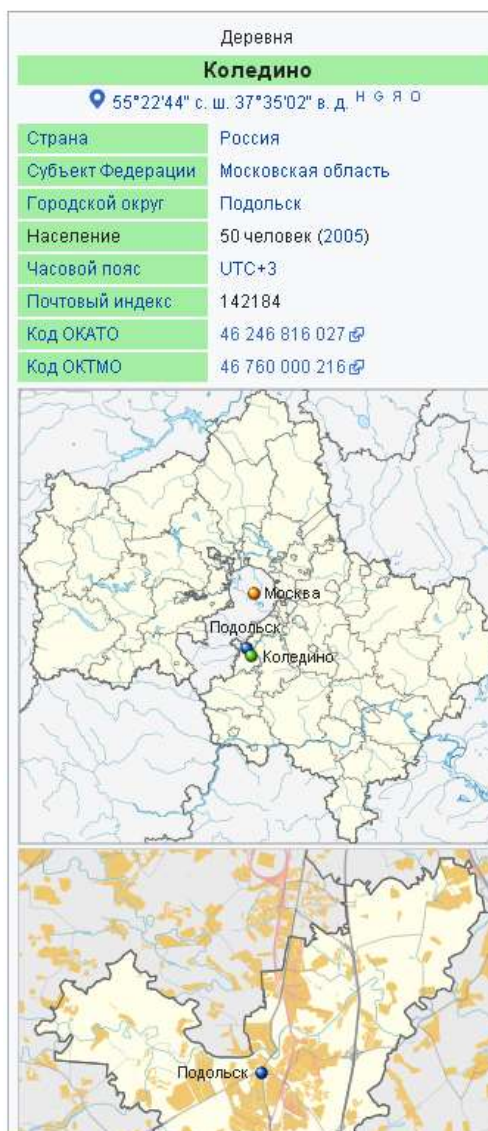 Деревня
Коледино
55°22'44" с. ш. 37°35'02" в. д. H G Я O
Страна Россия
Субъект Федерации Московская область
Городской округ Подольск
Население 50 человек (2005)
Часовой пояс UTC+3
Почтовый индекс 142184
Код ОКАТО 46 246 816 027
Код ОКТМО 46 760 000 216
Москва
Подольск
Коледино
Подольск